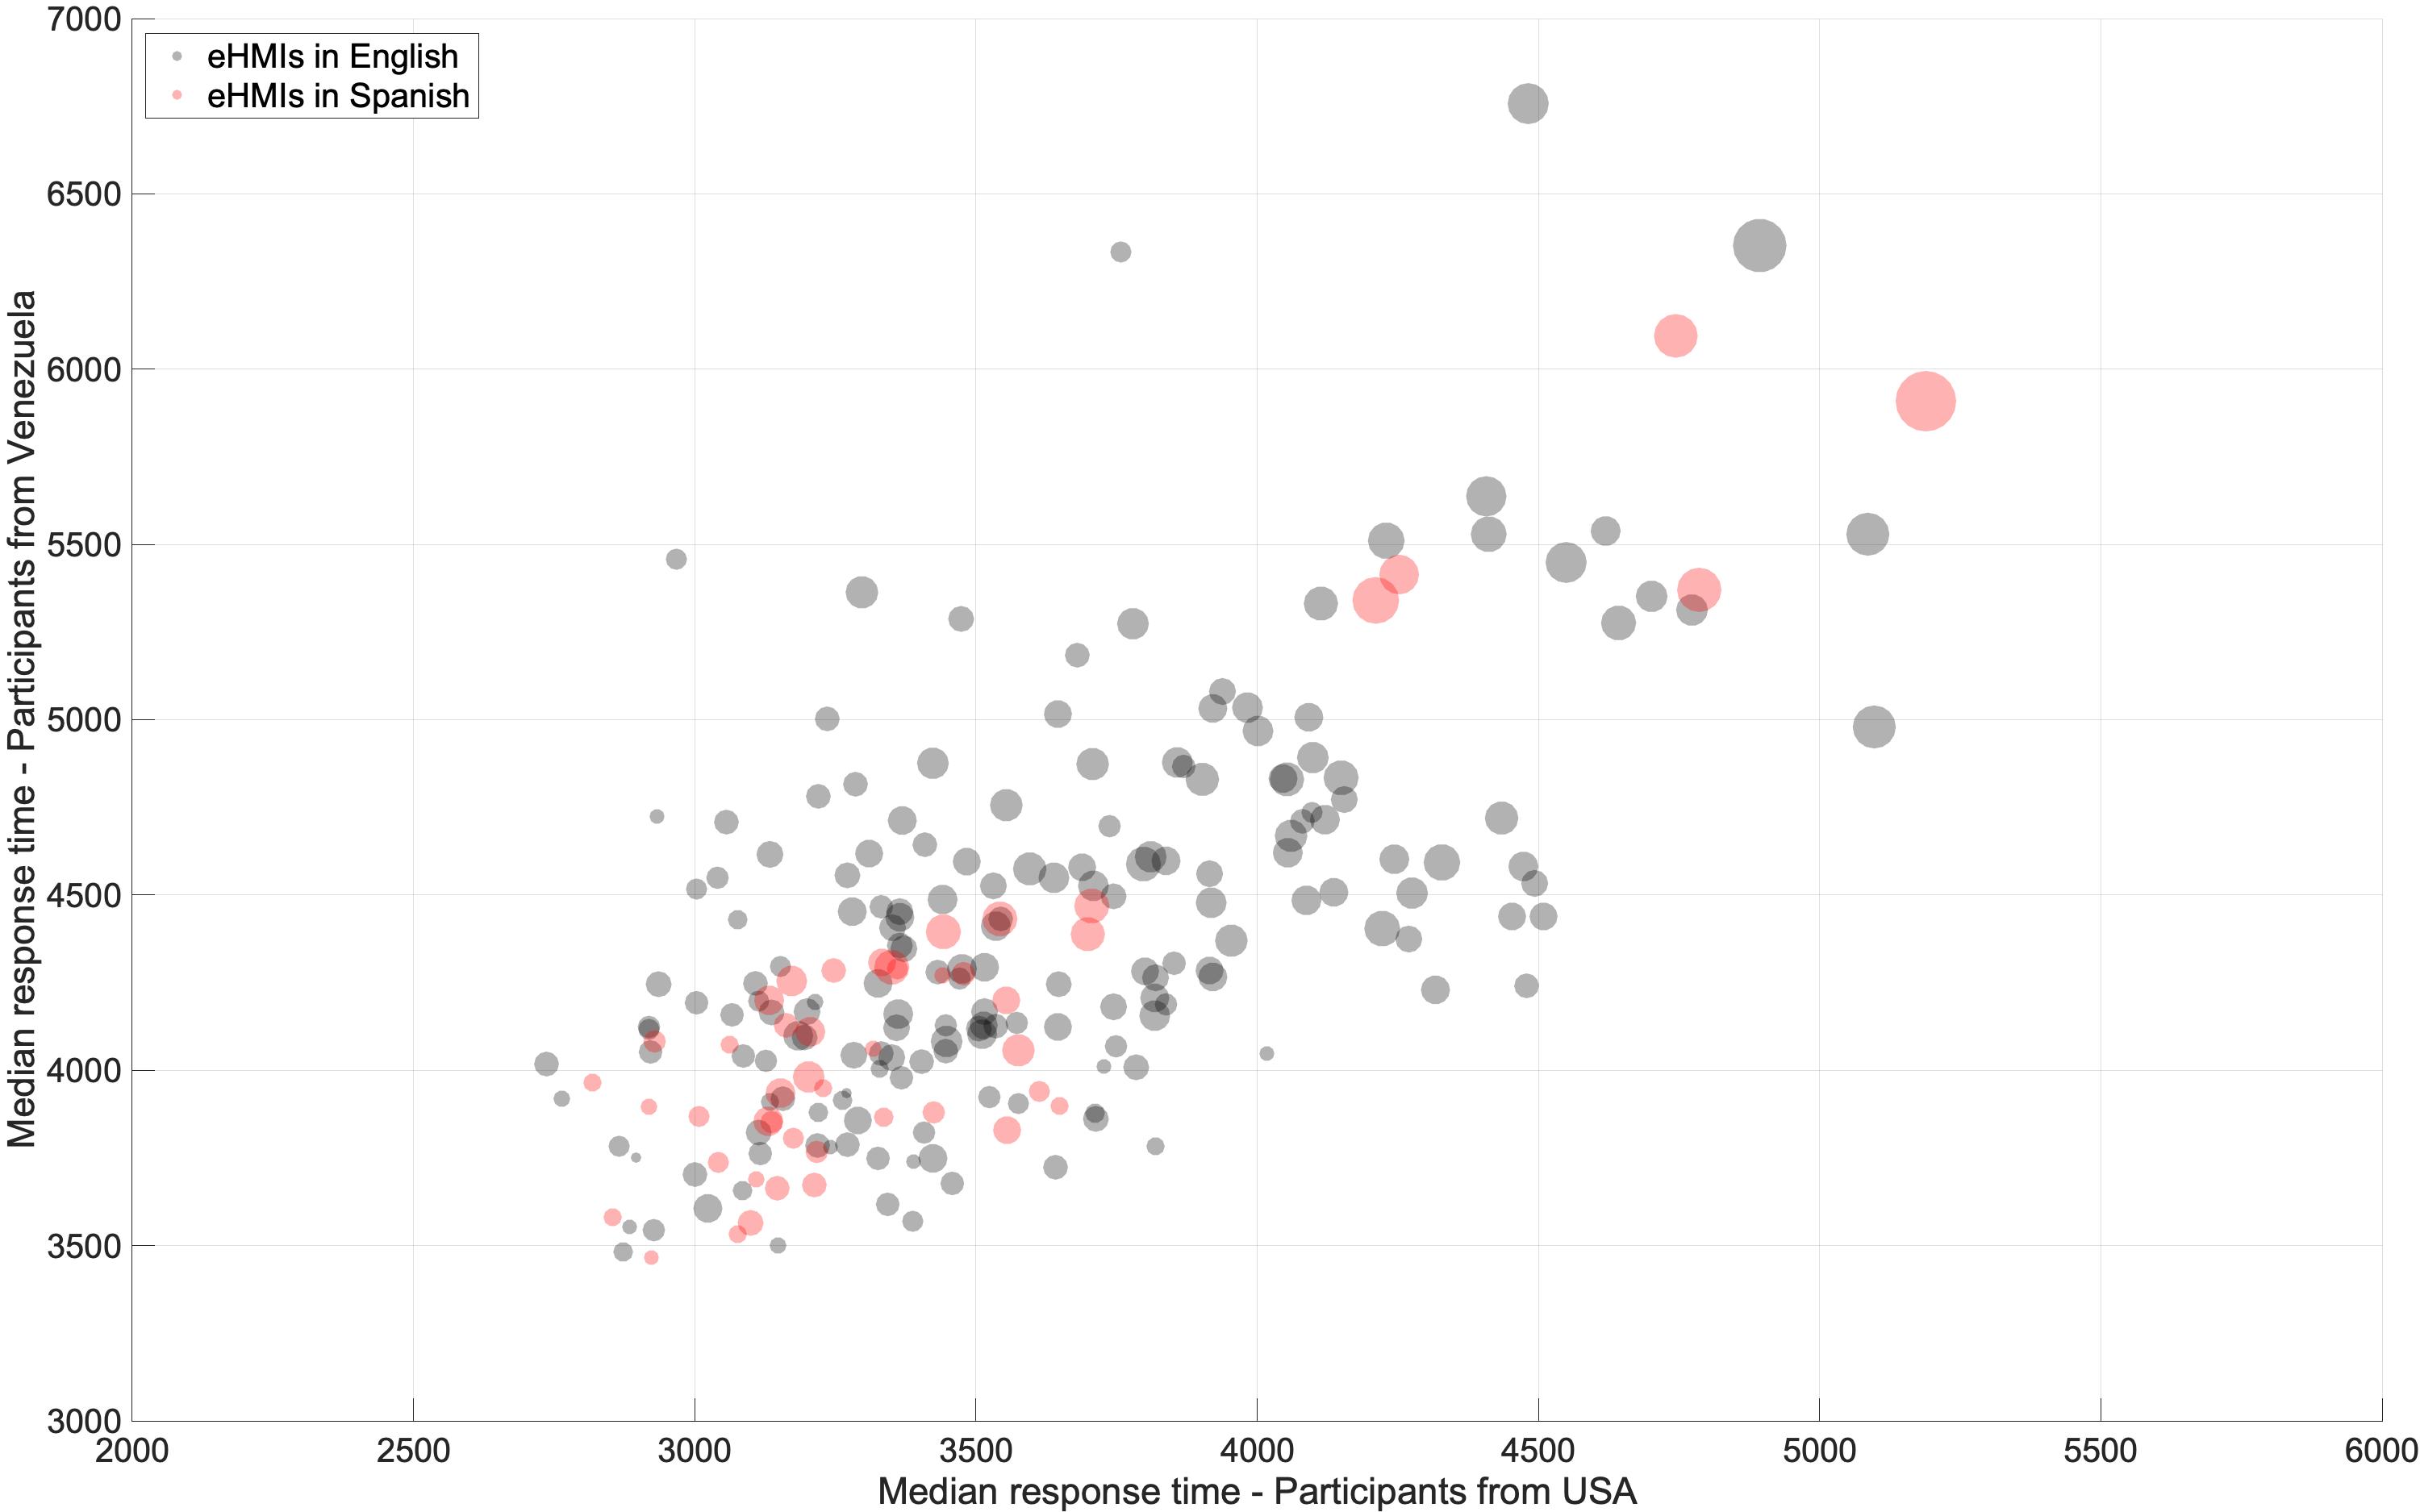 7000
6500
6000
5500
5000
4500
4000
3500
3000
Median response time - Participants from Venezuela
eHMIs in English
eHMIs in Spanish
2000 2500 3000 3500 4000 4500 5000 5500 6000
Median response time - Participants from USA